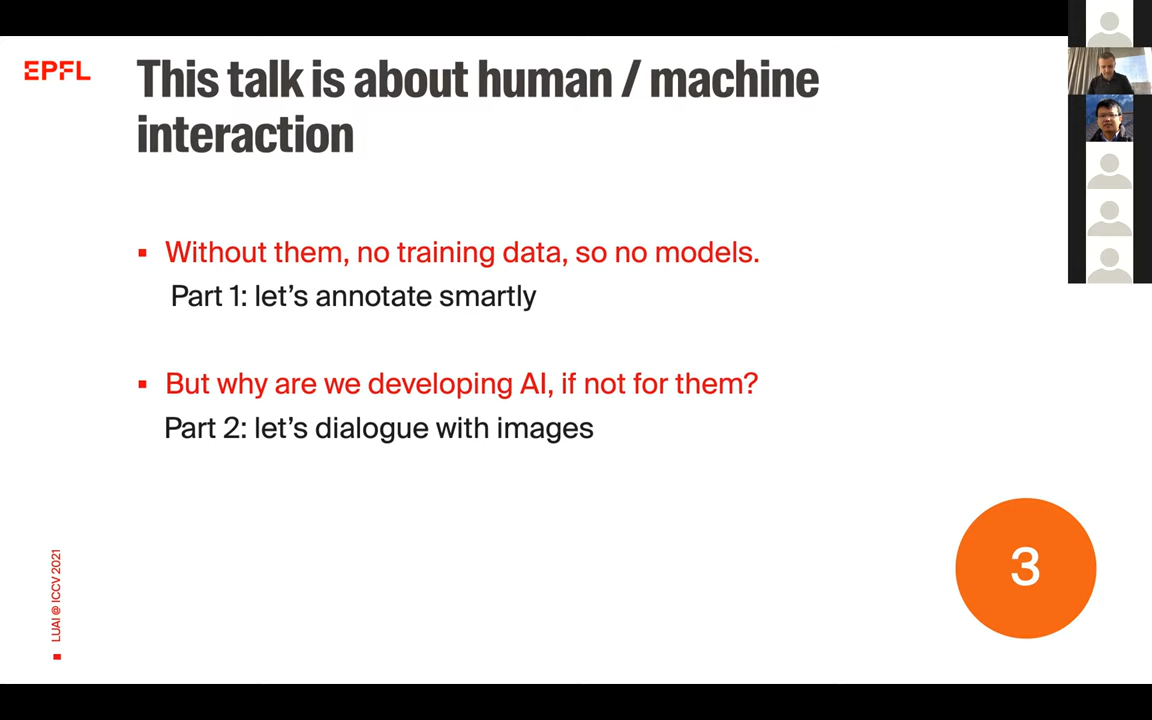 EPFL
This talk is about human / machine
interaction
▪ Without them, no training data, so no models.
Part 1: let's annotate smartly
▪ But why are we developing AI, if not for them?
Part 2: let's dialogue with images
3
LUAI @ ICCV 2021